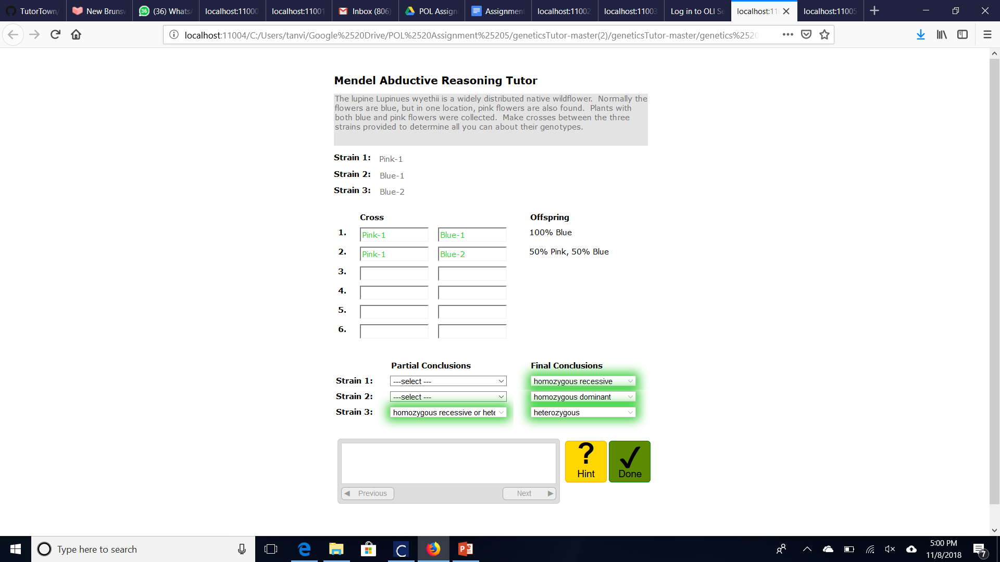 TutorTown/
New Brunsw
(36) WhatsA
localhost:11000
localhost:11001
Inbox (806)
POL Assign
Assignment
localhost:11002
localhost:11003
Log in to OLI Se
localhost:110
localhost:11005
localhost:11004/C:/Users/tanvi/Google%2520Drive/POL%2520Assignment%25205/geneticsTutor-master(2)/geneticsTutor-master/genetics%2520
Mendel Abductive Reasoning Tutor
The lupine Lupinues wyethii is a widely distributed native wildflower. Normally the
flowers are blue, but in one location, pink flowers are also found. Plants with
both blue and pink flowers were collected. Make crosses between the three
strains provided to determine all you can about their genotypes.
Strain 1: Pink-1
Strain 2: Blue-1
Strain 3: Blue-2
Cross Offspring
1. Pink-1 Blue-1 100% Blue
2. Pink-1 Blue-2 50% Pink, 50% Blue
3.
4.
5.
6.
Partial Conclusions Final Conclusions
Strain 1: ---select --- homozygous recessive
Strain 2: ---select --- homozygous dominant
Strain 3: homozygous recessive or hete heterozygous
? Hint
Done
Previous Next
Type here to search
5:00 PM
11/8/2018
7